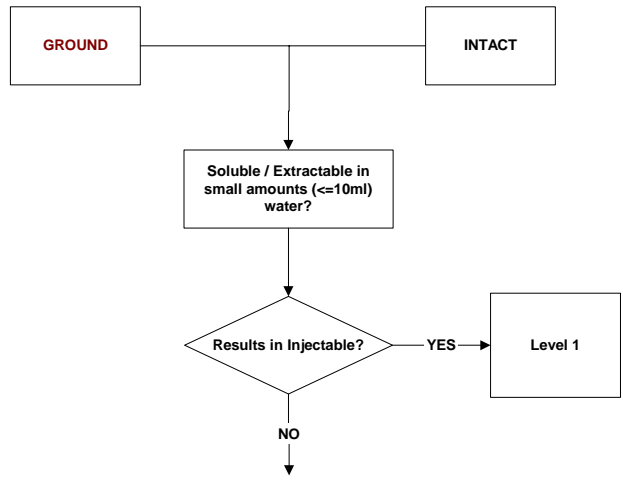 GROUND
INTACT
Soluble / Extractable in
small amounts (<=10ml)
water?
Results in Injectable?
YES
Level 1
NO